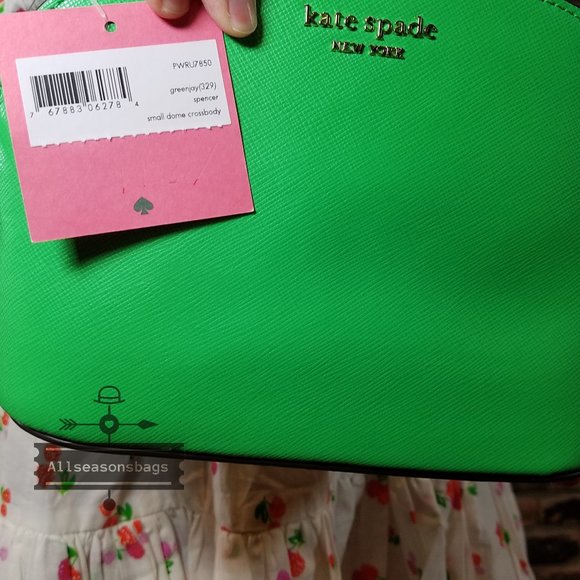 kate spade
NEW YORK
PWRU7850
greenjay(329)
spencer
small dome crossbody
7 67883 06278 4
Allseasonsbags